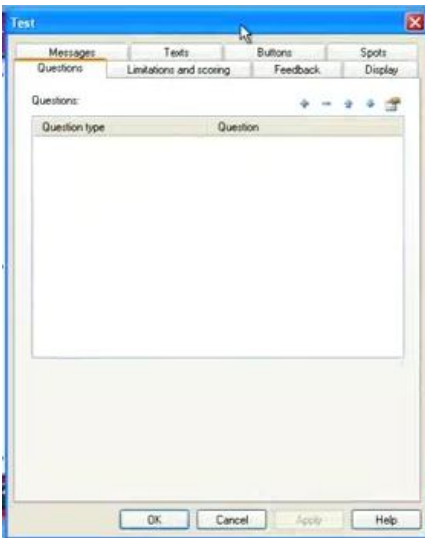 Test
Messages Texts Buttons Spots
Questions Limitations and scoring Feedback Display
Questions:
Question type Question
OK Cancel Apply Help